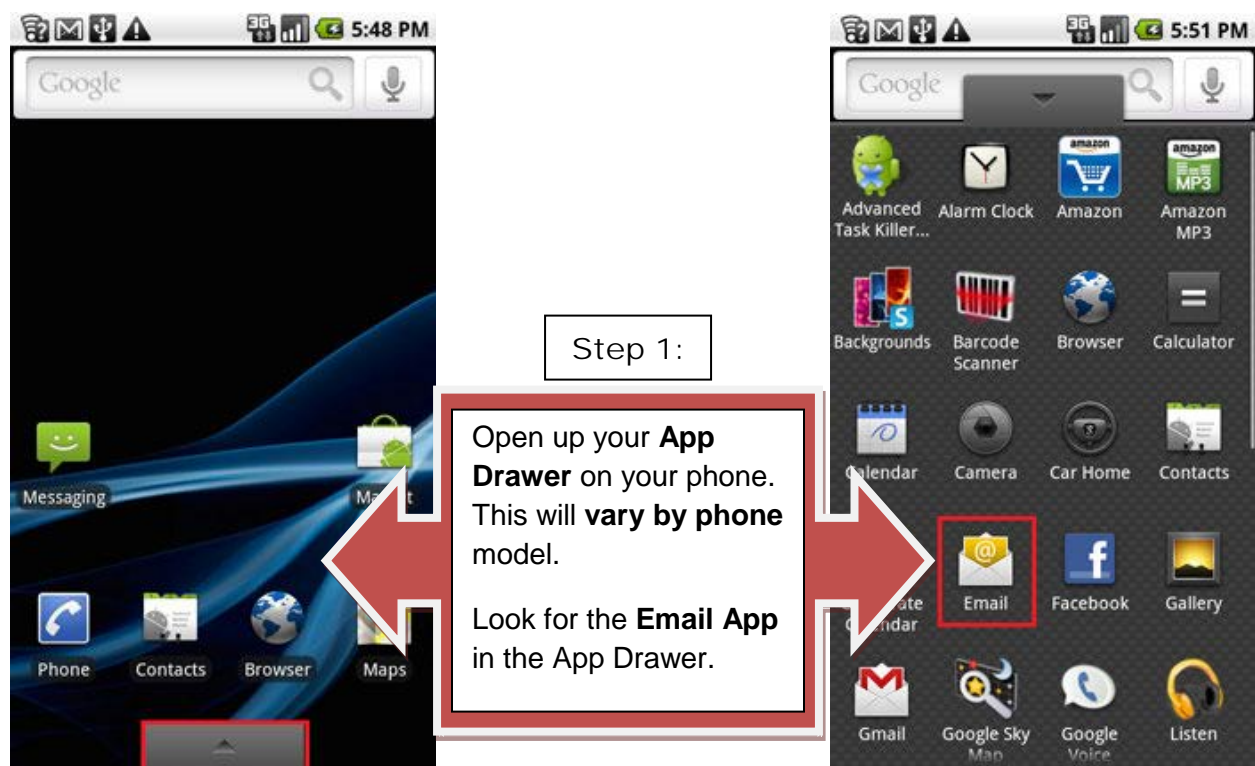 5:48 PM
Google
Messaging
Phone Contacts Browser Maps
Step 1:
Open up your App
Drawer on your phone.
This will vary by phone
model.
Look for the Email App
in the App Drawer.
3G 5:51 PM
Google
amazon amazon
MP3
Advanced Alarm Clock Amazon Amazon
Task Killer... MP3
S
Backgrounds Barcode Browser Calculator
Scanner
Calendar Camera Car Home Contacts
Email Facebook Gallery
Gmail Google Sky Google Listen
Map Voice